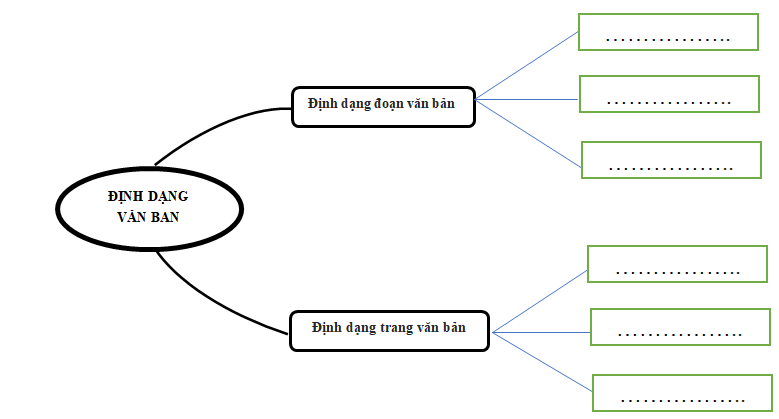 ……………….
Định dạng đoạn văn bản
……………….
……………….
ĐỊNH DẠNG
VĂN BẢN
……………….
Định dạng trang văn bản
……………….
……………….